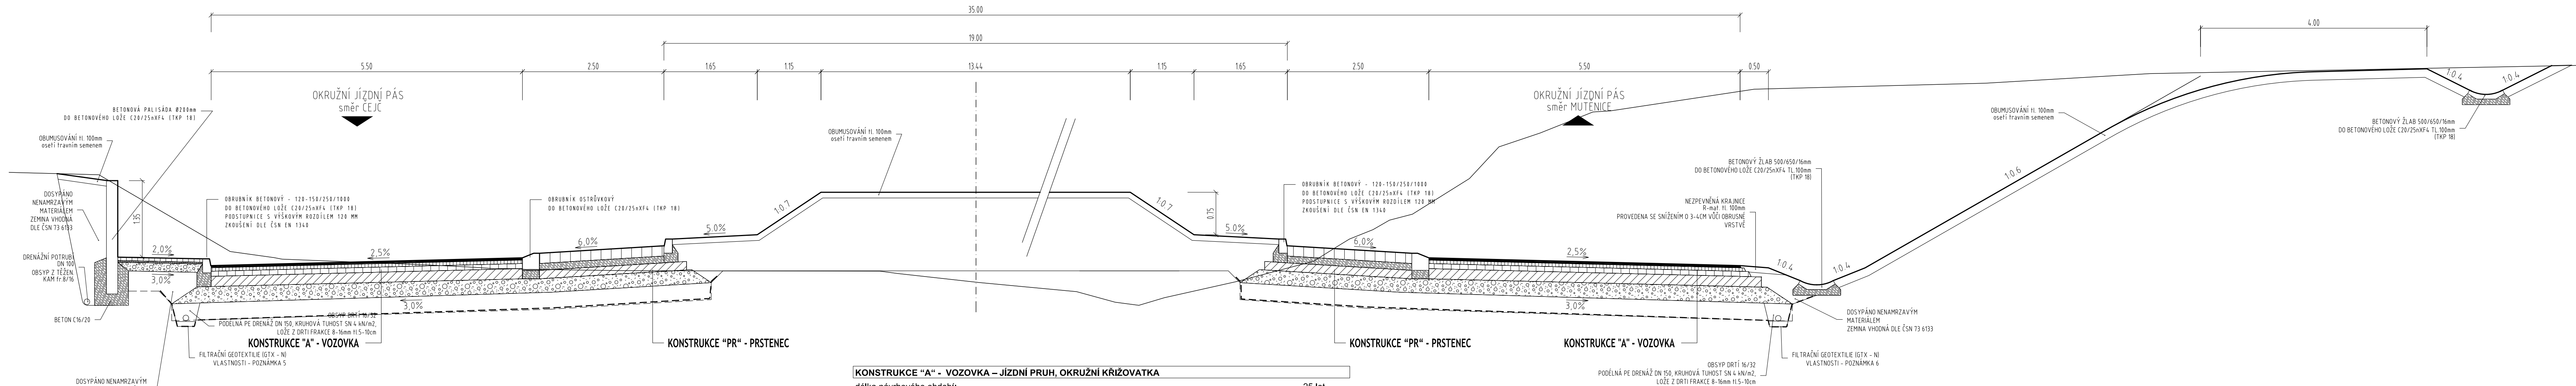 35.00
4.00
19.00
5.50
2.50
1.65
1.15
13.44
1.15
1.65
2.50
5.50
0.50
OKRUŽNÍ JÍZDNÍ PÁS
směr ČEJČ
OKRUŽNÍ JÍZDNÍ PÁS
směr MUTĚNICE
BETONOVÁ PALISÁDA Ø200mm
DO BETONOVÉHO LOŽE C20/25nXF4 (TKP 18)
OBUMUSOVÁNÍ tl. 100mm
osetí travním semenem
OBUMUSOVÁNÍ tl. 100mm
osetí travním semenem
OBUMUSOVÁNÍ tl. 100mm
osetí travním semenem
1:0.4
1:0.4
BETONOVÝ ŽLAB 500/650/16mm
DO BETONOVÉHO LOŽE C20/25nXF4 TL.100mm
(TKP 18)
BETONOVÝ ŽLAB 500/650/16mm
DO BETONOVÉHO LOŽE C20/25nXF4 TL.100mm
(TKP 18)
1:0.6
DOSYPÁNO
NENAMRZAVÝM
MATERIÁLEM
ZEMINA VHODNÁ
DLE ČSN 73 6133
1.35
OBRUBNÍK BETONOVÝ - 120-150/250/1000
DO BETONOVÉHO LOŽE C20/25nXF4 (TKP 18)
PODSTUPNICE S VÝŠKOVÝM ROZDÍLEM 120 MM
ZKOUŠENÍ DLE ČSN EN 1340
OBRUBNÍK OSTRŮVKOVÝ
DO BETONOVÉHO LOŽE C20/25nXF4 (TKP 18)
1:0.7
1:0.7
0.75
OBRUBNÍK BETONOVÝ - 120-150/250/1000
DO BETONOVÉHO LOŽE C20/25nXF4 (TKP 18)
PODSTUPNICE S VÝŠKOVÝM ROZDÍLEM 120 MM
ZKOUŠENÍ DLE ČSN EN 1340
NEZPEVNĚNÁ KRAJNICE
R-mat. tl. 100mm
PROVEDENA SE SNÍŽENÍM O 3-4CM VŮČI OBRUSNÉ
VRSTVĚ
2.0%
2,5%
6,0%
5.0%
5.0%
6,0%
2,5%
1:0.4
1:0.4
DRENÁŽNÍ POTRUBÍ
DN 100
OBSYP Z TĚŽEN.
KAM fr.8/16
3,0%
3,0%
3,0%
BETON C16/20
OBSYP DRTÍ 16/32
PODÉLNÁ PE DRENÁŽ DN 150, KRUHOVÁ TUHOST SN 4 kN/m2,
LOŽE Z DRTI FRAKCE 8-16mm tl.5-10cm
KONSTRUKCE "A" - VOZOVKA
KONSTRUKCE “PR“ - PRSTENEC
KONSTRUKCE “PR“ - PRSTENEC
KONSTRUKCE "A" - VOZOVKA
DOSYPÁNO NENAMRZAVÝM
MATERIÁLEM
ZEMINA VHODNÁ DLE ČSN 73 6133
FILTRAČNÍ GEOTEXTILIE (GTX - N)
VLASTNOSTI - POZNÁMKA 5
FILTRAČNÍ GEOTEXTILIE (GTX - N)
VLASTNOSTI - POZNÁMKA 6
OBSYP DRTÍ 16/32
PODÉLNÁ PE DRENÁŽ DN 150, KRUHOVÁ TUHOST SN 4 kN/m2,
LOŽE Z DRTI FRAKCE 8-16mm tl.5-10cm
DOSYPÁNO NENAMRZAVÝM
KONSTRUKCE “A“ - VOZOVKA – JÍZDNÍ PRUH, OKRUŽNÍ KŘIŽOVATKA
délka návrhového období: 25 let